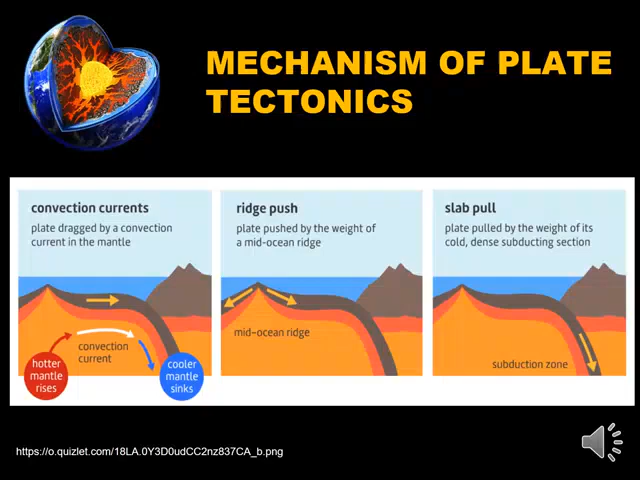 MECHANISM OF PLATE
TECTONICS
convection currents
plate dragged by a convection
current in the mantle
convection
current
hotter
mantle
rises
cooler
mantle
sinks
ridge push
plate pushed by the weight of
a mid-ocean ridge
mid-ocean ridge
slab pull
plate pulled by the weight of its
cold, dense subducting section
subduction zone
https://o.quizlet.com/18LA.0Y3D0udCC2nz837CA_b.png